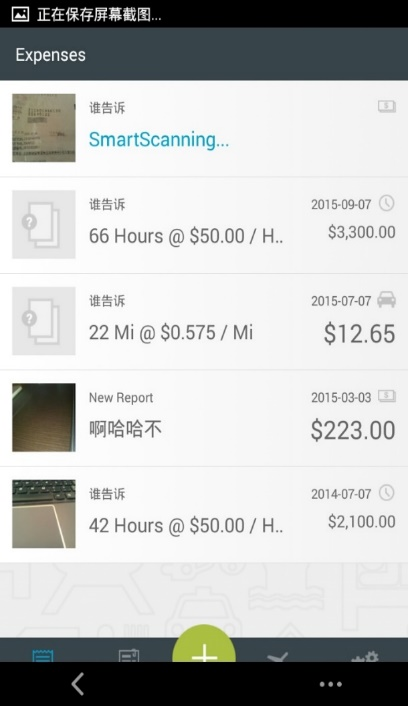 正在保存屏幕截图...
Expenses
谁告诉
SmartScanning...
谁告诉
2015-09-07
66 Hours @ $50.00 / H..
$3,300.00
谁告诉
2015-07-07
22 Mi @ $0.575 / Mi
$12.65
New Report
2015-03-03
啊哈哈不
$223.00
谁告诉
2014-07-07
42 Hours @ $50.00 / H..
$2,100.00